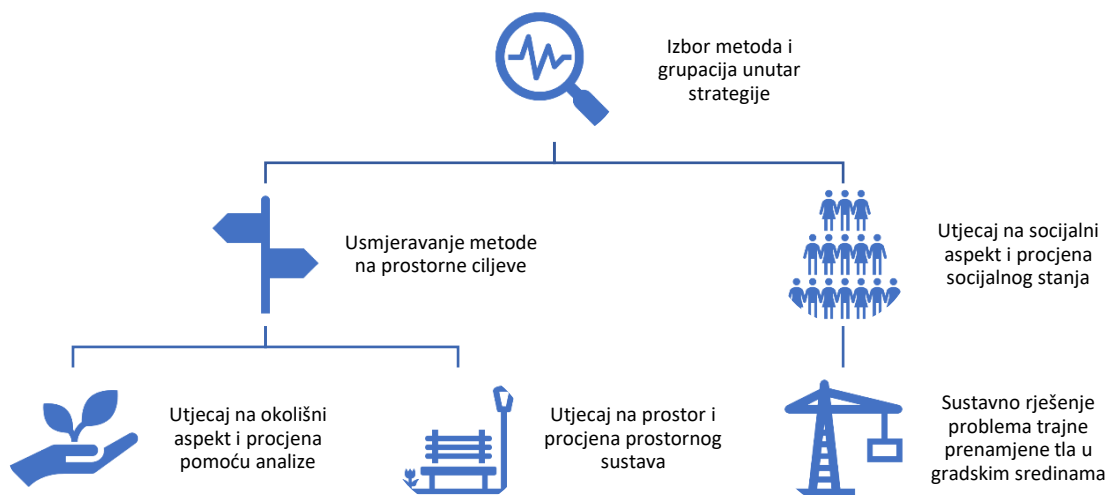 Izbor metoda i
grupacija unutar
strategije
Usmjeravanje metode
na prostorne ciljeve
Utjecaj na socijalni
aspekt i procjena
socijalnog stanja
Utjecaj na okolišni
aspekt i procjena
pomoću analize
Utjecaj na prostor i
procjena prostornog
sustava
Sustavno rješenje
problema trajne
prenamjene tla u
gradskim sredinama